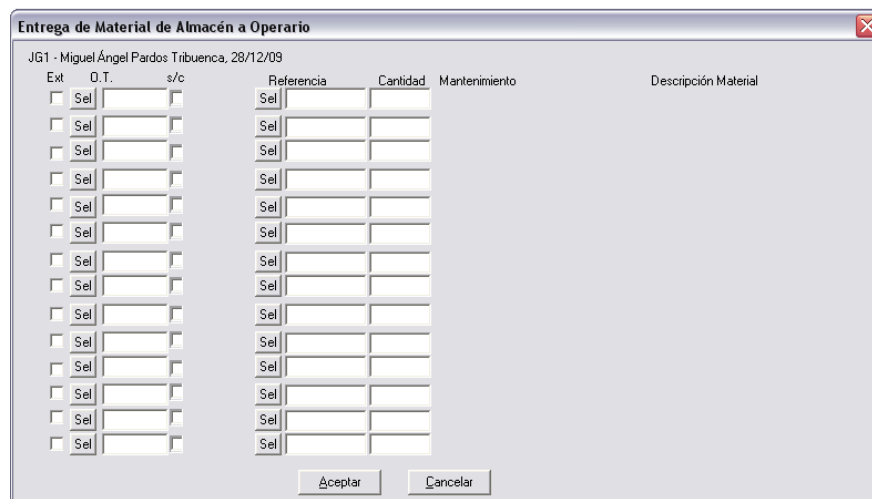 Entrega de Material de Almacén a Operario
JG1 - Miguel Ángel Pardos Tribuenca, 28/12/09
Ext O.T. s/c Referencia Cantidad Mantenimiento Descripción Material
Sel Sel
Sel Sel
Sel Sel
Sel Sel
Sel Sel
Sel Sel
Sel Sel
Sel Sel
Sel Sel
Sel Sel
Sel Sel
Sel Sel
Sel Sel
Sel Sel
Aceptar Cancelar